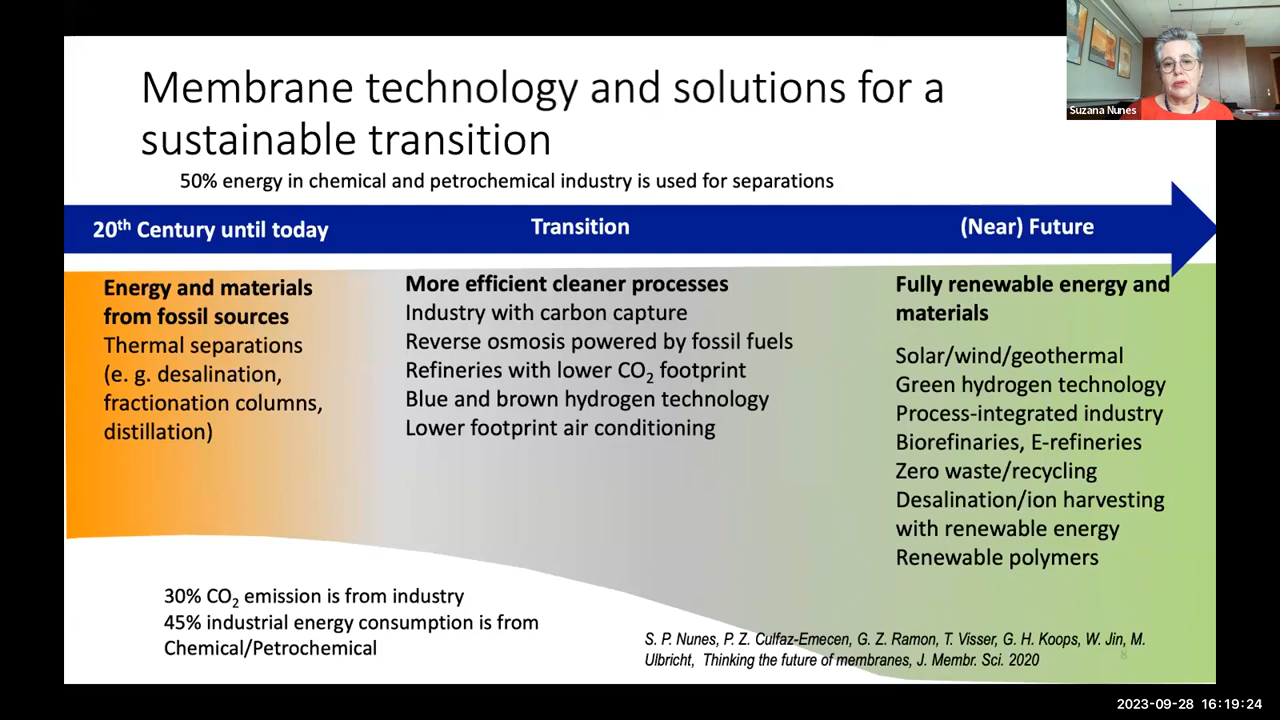 Membrane technology and solutions for a
sustainable transition
50% energy in chemical and petrochemical industry is used for separations
Suzana Nunes
20th Century until today
Transition
(Near) Future
Energy and materials
from fossil sources
Thermal separations
(e. g. desalination,
fractionation columns,
distillation)
More efficient cleaner processes
Industry with carbon capture
Reverse osmosis powered by fossil fuels
Refineries with lower CO2 footprint
Blue and brown hydrogen technology
Lower footprint air conditioning
Fully renewable energy and
materials
Solar/wind/geothermal
Green hydrogen technology
Process-integrated industry
Biorefinaries, E-refineries
Zero waste/recycling
Desalination/ion harvesting
with renewable energy
Renewable polymers
30% CO2 emission is from industry
45% industrial energy consumption is from
Chemical/Petrochemical
S. P. Nunes, P. Z. Culfaz-Emecen, G. Z. Ramon, T. Visser, G. H. Koops, W. Jin, M.
Ulbricht, Thinking the future of membranes, J. Membr. Sci. 2020
8
2023-09-28 16:19:24